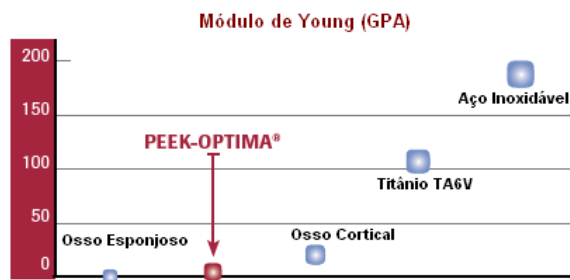 Módulo de Young (GPA)
200
Aço Inoxidável
150
PEEK-OPTIMA®
100
Titânio TA6V
50
Osso Esponjoso
Osso Cortical
0